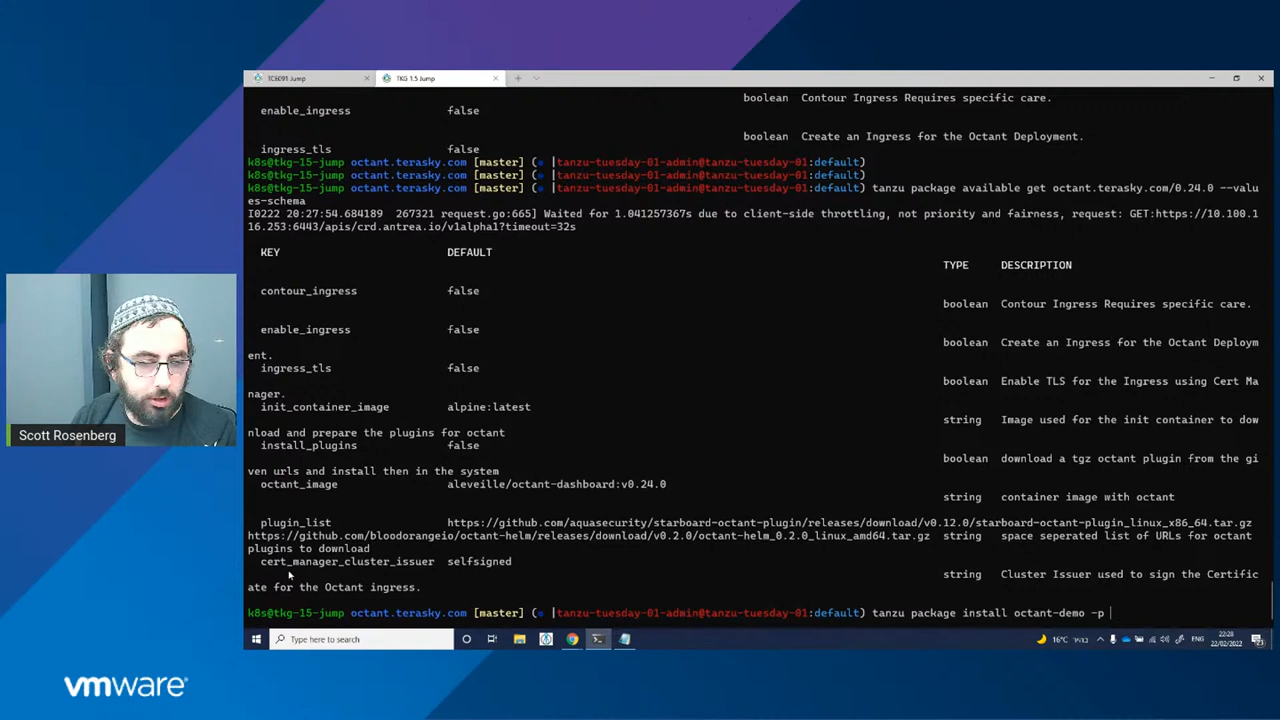 TCE091 Jump
TKG 1.5 Jump
boolean Contour Ingress Requires specific care.
enable_ingress false
boolean Create an Ingress for the Octant Deployment.
ingress_tls false
k8s@tkg-15-jump octant.terasky.com [master] (⎈ |tanzu-tuesday-01-admin@tanzu-tuesday-01:default)
k8s@tkg-15-jump octant.terasky.com [master] (⎈ |tanzu-tuesday-01-admin@tanzu-tuesday-01:default)
k8s@tkg-15-jump octant.terasky.com [master] (⎈ |tanzu-tuesday-01-admin@tanzu-tuesday-01:default) tanzu package available get octant.terasky.com/0.24.0 --valu
es-schema
I0222 20:27:54.684189 267321 request.go:665] Waited for 1.041257367s due to client-side throttling, not priority and fairness, request: GET:https://10.100.1
16.253:6443/apis/crd.antrea.io/v1alpha1?timeout=32s
KEY DEFAULT
TYPE DESCRIPTION
contour_ingress false
boolean Contour Ingress Requires specific care.
enable_ingress false
boolean Create an Ingress for the Octant Deploym
ent.
ingress_tls false
boolean Enable TLS for the Ingress using Cert Ma
nager.
init_container_image alpine:latest
string Image used for the init container to dow
nload and prepare the plugins for octant
install_plugins false
boolean download a tgz octant plugin from the gi
ven urls and install then in the system
octant_image aleveille/octant-dashboard:v0.24.0
string container image with octant
plugin_list https://github.com/aquasecurity/starboard-octant-plugin/releases/download/v0.12.0/starboard-octant-plugin_linux_x86_64.tar.gz
https://github.com/bloodorangeio/octant-helm/releases/download/v0.2.0/octant-helm_0.2.0_linux_amd64.tar.gz string space seperated list of URLs for octant
plugins to download
cert_manager_cluster_issuer selfsigned
string Cluster Issuer used to sign the Certific
ate for the Octant ingress.
k8s@tkg-15-jump octant.terasky.com [master] (⎈ |tanzu-tuesday-01-admin@tanzu-tuesday-01:default) tanzu package install octant-demo -p
Scott Rosenberg
Type here to search
16°C
ENG
22:28
22/02/2022
vmware